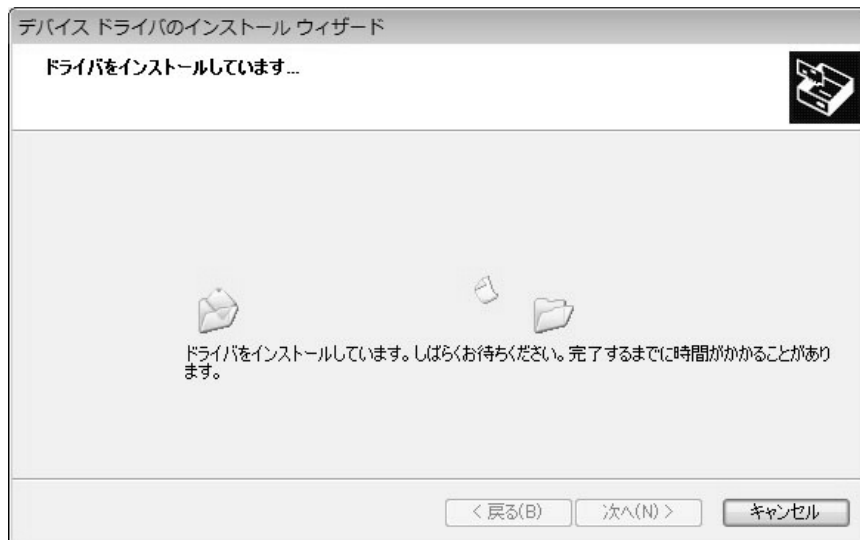 デバイス ドライバのインストール ウィザード
ドライバをインストールしています...
ドライバをインストールしています。しばらくお待ちください。完了するまでに時間がかかることがあり
ます。
< 戻る(B)
次へ(N) >
キャンセル